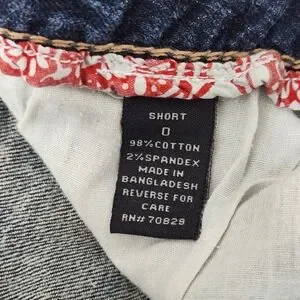 SHORT
0
98%COTTON
2%SPANDEX
MADE IN
BANGLADESH
REVERSE FOR
CARE
RN# 70829